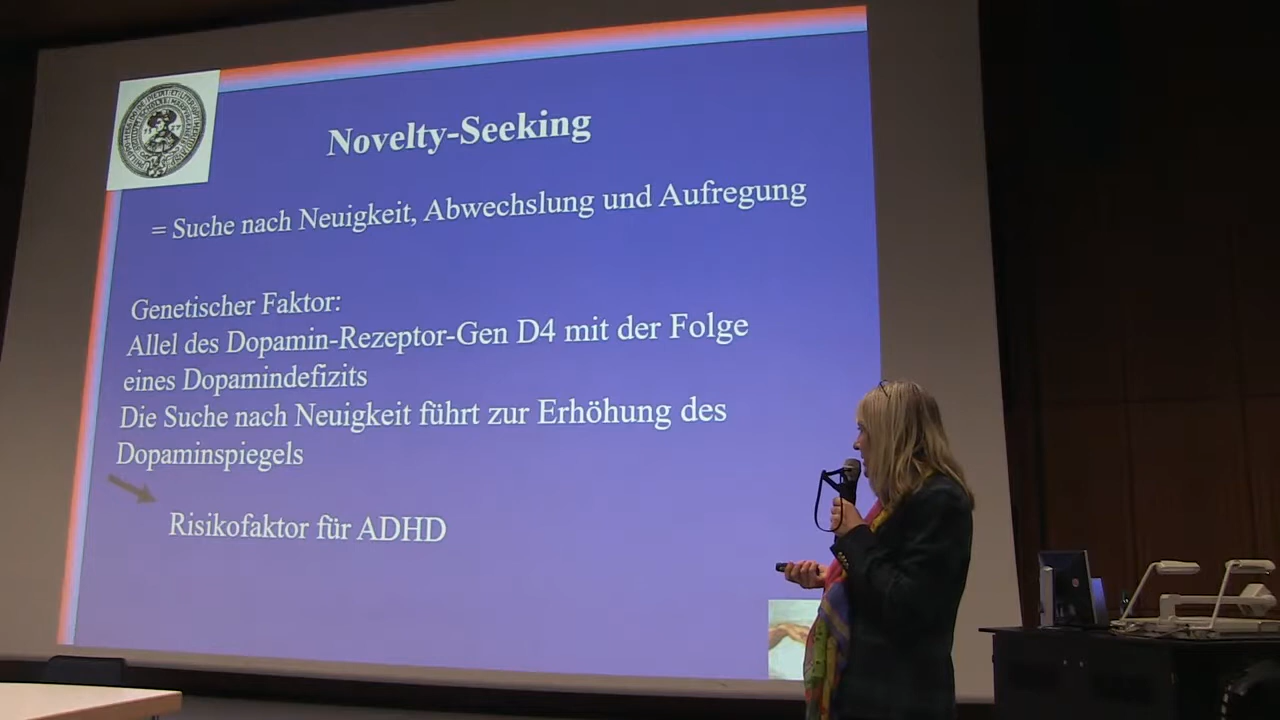 Novelty-Seeking
= Suche nach Neuigkeit, Abwechslung und Aufregung
Genetischer Faktor:
Allel des Dopamin-Rezeptor-Gen D4 mit der Folge
eines Dopamindefizits
Die Suche nach Neuigkeit führt zur Erhöhung des
Dopaminspiegels
Risikofaktor für ADHD